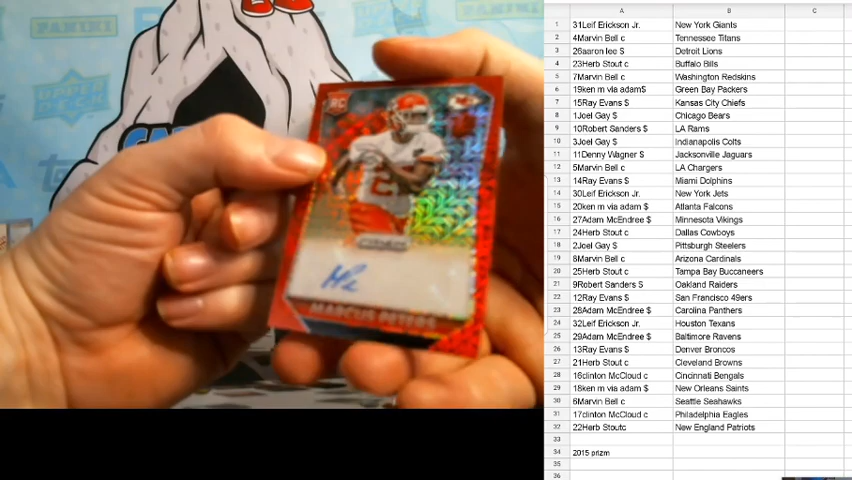 PANINI
PANINI
UPPER DECK
RC
PRIZM
MARCUS PETERS
A B C
1 31Leif Erickson Jr. New York Giants
2 4Marvin Bell c Tennessee Titans
3 26aaron lee S Detroit Lions
4 23Herb Stout c Buffalo Bills
5 7Marvin Bell c Washington Redskins
6 19ken m via adam$ Green Bay Packers
7 15Ray Evans $ Kansas City Chiefs
8 1Joel Gay $ Chicago Bears
9 10Robert Sanders $ LA Rams
10 3Joel Gay $ Indianapolis Colts
11 11Denny Wagner $ Jacksonville Jaguars
12 5Marvin Bell c LA Chargers
13 14Ray Evans $ Miami Dolphins
14 30Leif Erickson Jr. New York Jets
15 20ken m via adam $ Atlanta Falcons
16 27Adam McEndree $ Minnesota Vikings
17 24Herb Stout c Dallas Cowboys
18 2Joel Gay $ Pittsburgh Steelers
19 8Marvin Bell c Arizona Cardinals
20 25Herb Stout c Tampa Bay Buccaneers
21 9Robert Sanders $ Oakland Raiders
22 12Ray Evans $ San Francisco 49ers
23 28Adam McEndree $ Carolina Panthers
24 32Leif Erickson Jr. Houston Texans
25 29Adam McEndree $ Baltimore Ravens
26 13Ray Evans $ Denver Broncos
27 21Herb Stout c Cleveland Browns
28 16clinton McCloud c Cincinnati Bengals
29 18ken m via adam $ New Orleans Saints
30 6Marvin Bell c Seattle Seahawks
31 17clinton McCloud c Philadelphia Eagles
32 22Herb Stoutc New England Patriots
33
34 2015 prizm
35
36